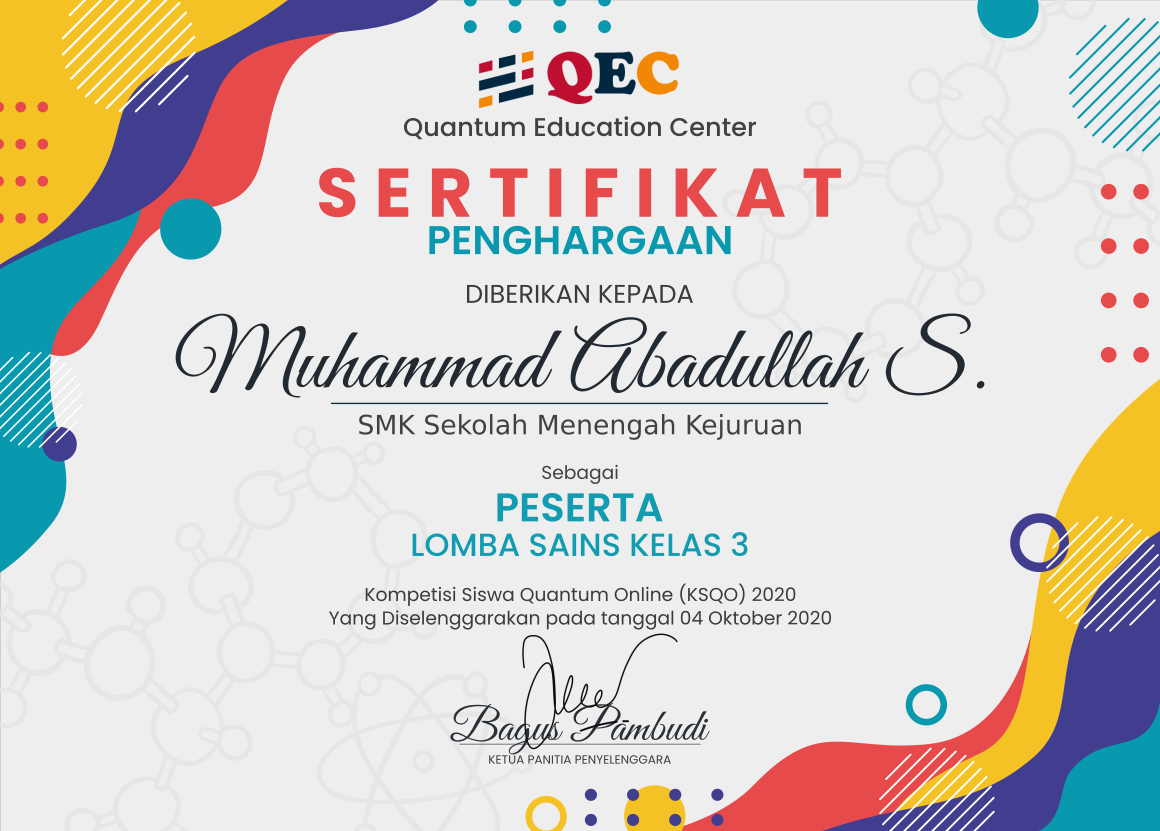 QEC
Quantum Education Center
SERTIFIKAT
PENGHARGAAN
DIBERIKAN KEPADA
Muhammad Abadullah S.
SMK Sekolah Menengah Kejuruan
Sebagai
PESERTA
LOMBA SAINS KELAS 3
Kompetisi Siswa Quantum Online (KSQO) 2020
Yang Diselenggarakan pada tanggal 04 Oktober 2020
Bagus Pambudi
KETUA PANITIA PENYELENGGARA